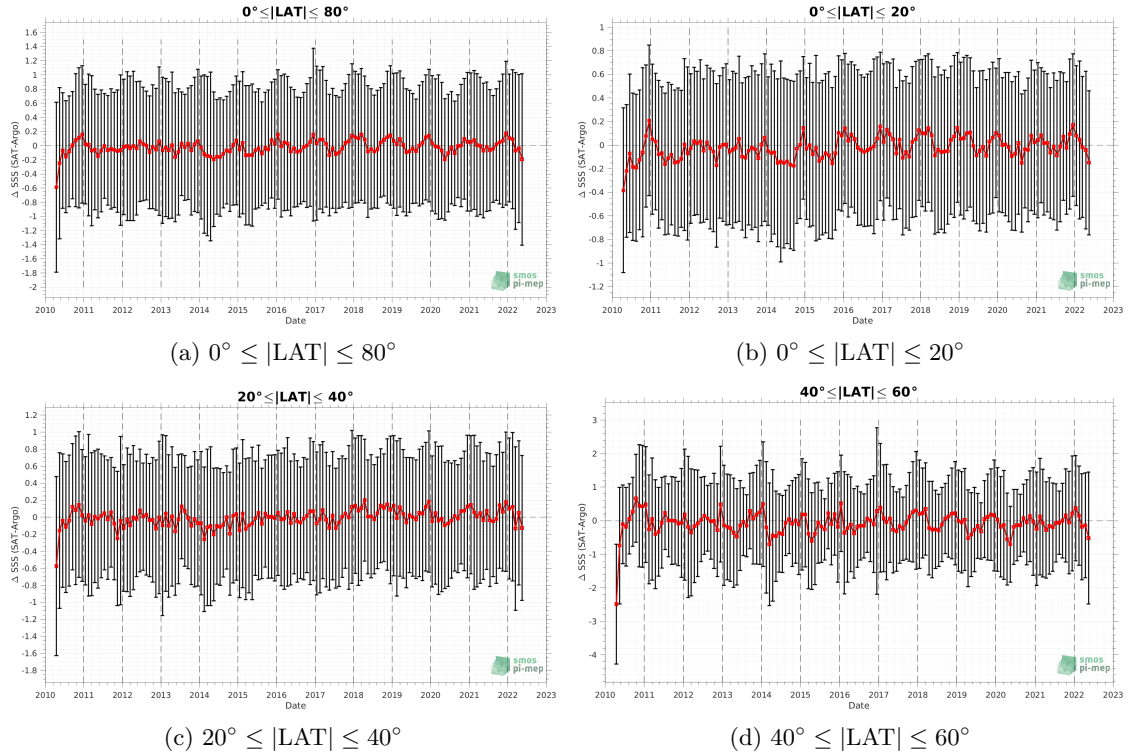 0°≤|LAT|≤ 80°
Δ SSS (SAT-Argo)
1.6
1.4
1.2
1
0.8
0.6
0.4
0.2
0
-0.2
-0.4
-0.6
-0.8
-1
-1.2
-1.4
-1.6
-1.8
-2
smos
pi-mep
2010 2011 2012 2013 2014 2015 2016 2017 2018 2019 2020 2021 2022 2023
Date
(a) 0° ≤ |LAT| ≤ 80°
0°≤|LAT|≤ 20°
Δ SSS (SAT-Argo)
1
0.8
0.6
0.4
0.2
0
-0.2
-0.4
-0.6
-0.8
-1
-1.2
smos
pi-mep
2010 2011 2012 2013 2014 2015 2016 2017 2018 2019 2020 2021 2022 2023
Date
(b) 0° ≤ |LAT| ≤ 20°
20°≤|LAT|≤ 40°
Δ SSS (SAT-Argo)
1.2
1
0.8
0.6
0.4
0.2
0
-0.2
-0.4
-0.6
-0.8
-1
-1.2
-1.4
-1.6
-1.8
smos
pi-mep
2010 2011 2012 2013 2014 2015 2016 2017 2018 2019 2020 2021 2022 2023
Date
(c) 20° ≤ |LAT| ≤ 40°
40°≤|LAT|≤ 60°
Δ SSS (SAT-Argo)
3
2
1
0
-1
-2
-3
-4
smos
pi-mep
2010 2011 2012 2013 2014 2015 2016 2017 2018 2019 2020 2021 2022 2023
Date
(d) 40° ≤ |LAT| ≤ 60°